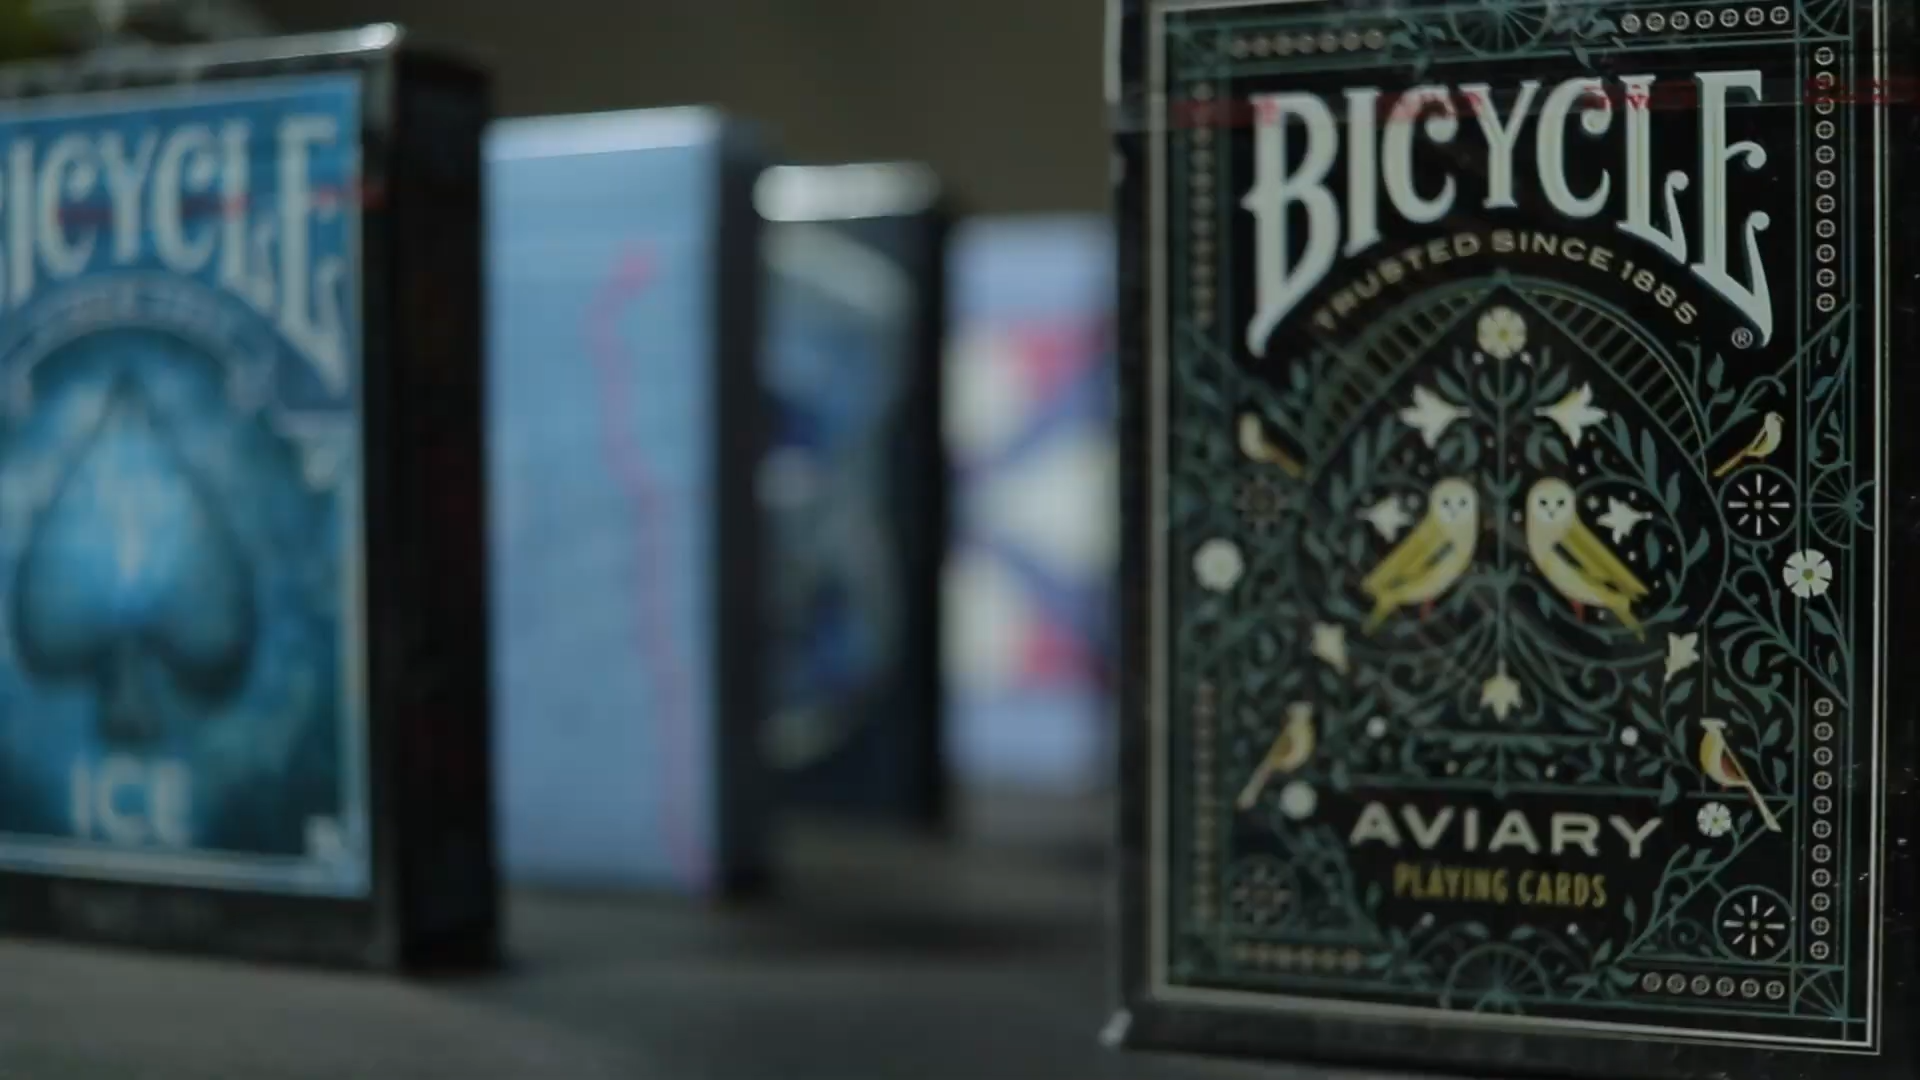 BICYCLE
ICE
BICYCLE®
TRUSTED SINCE 1885
AVIARY
PLAYING CARDS